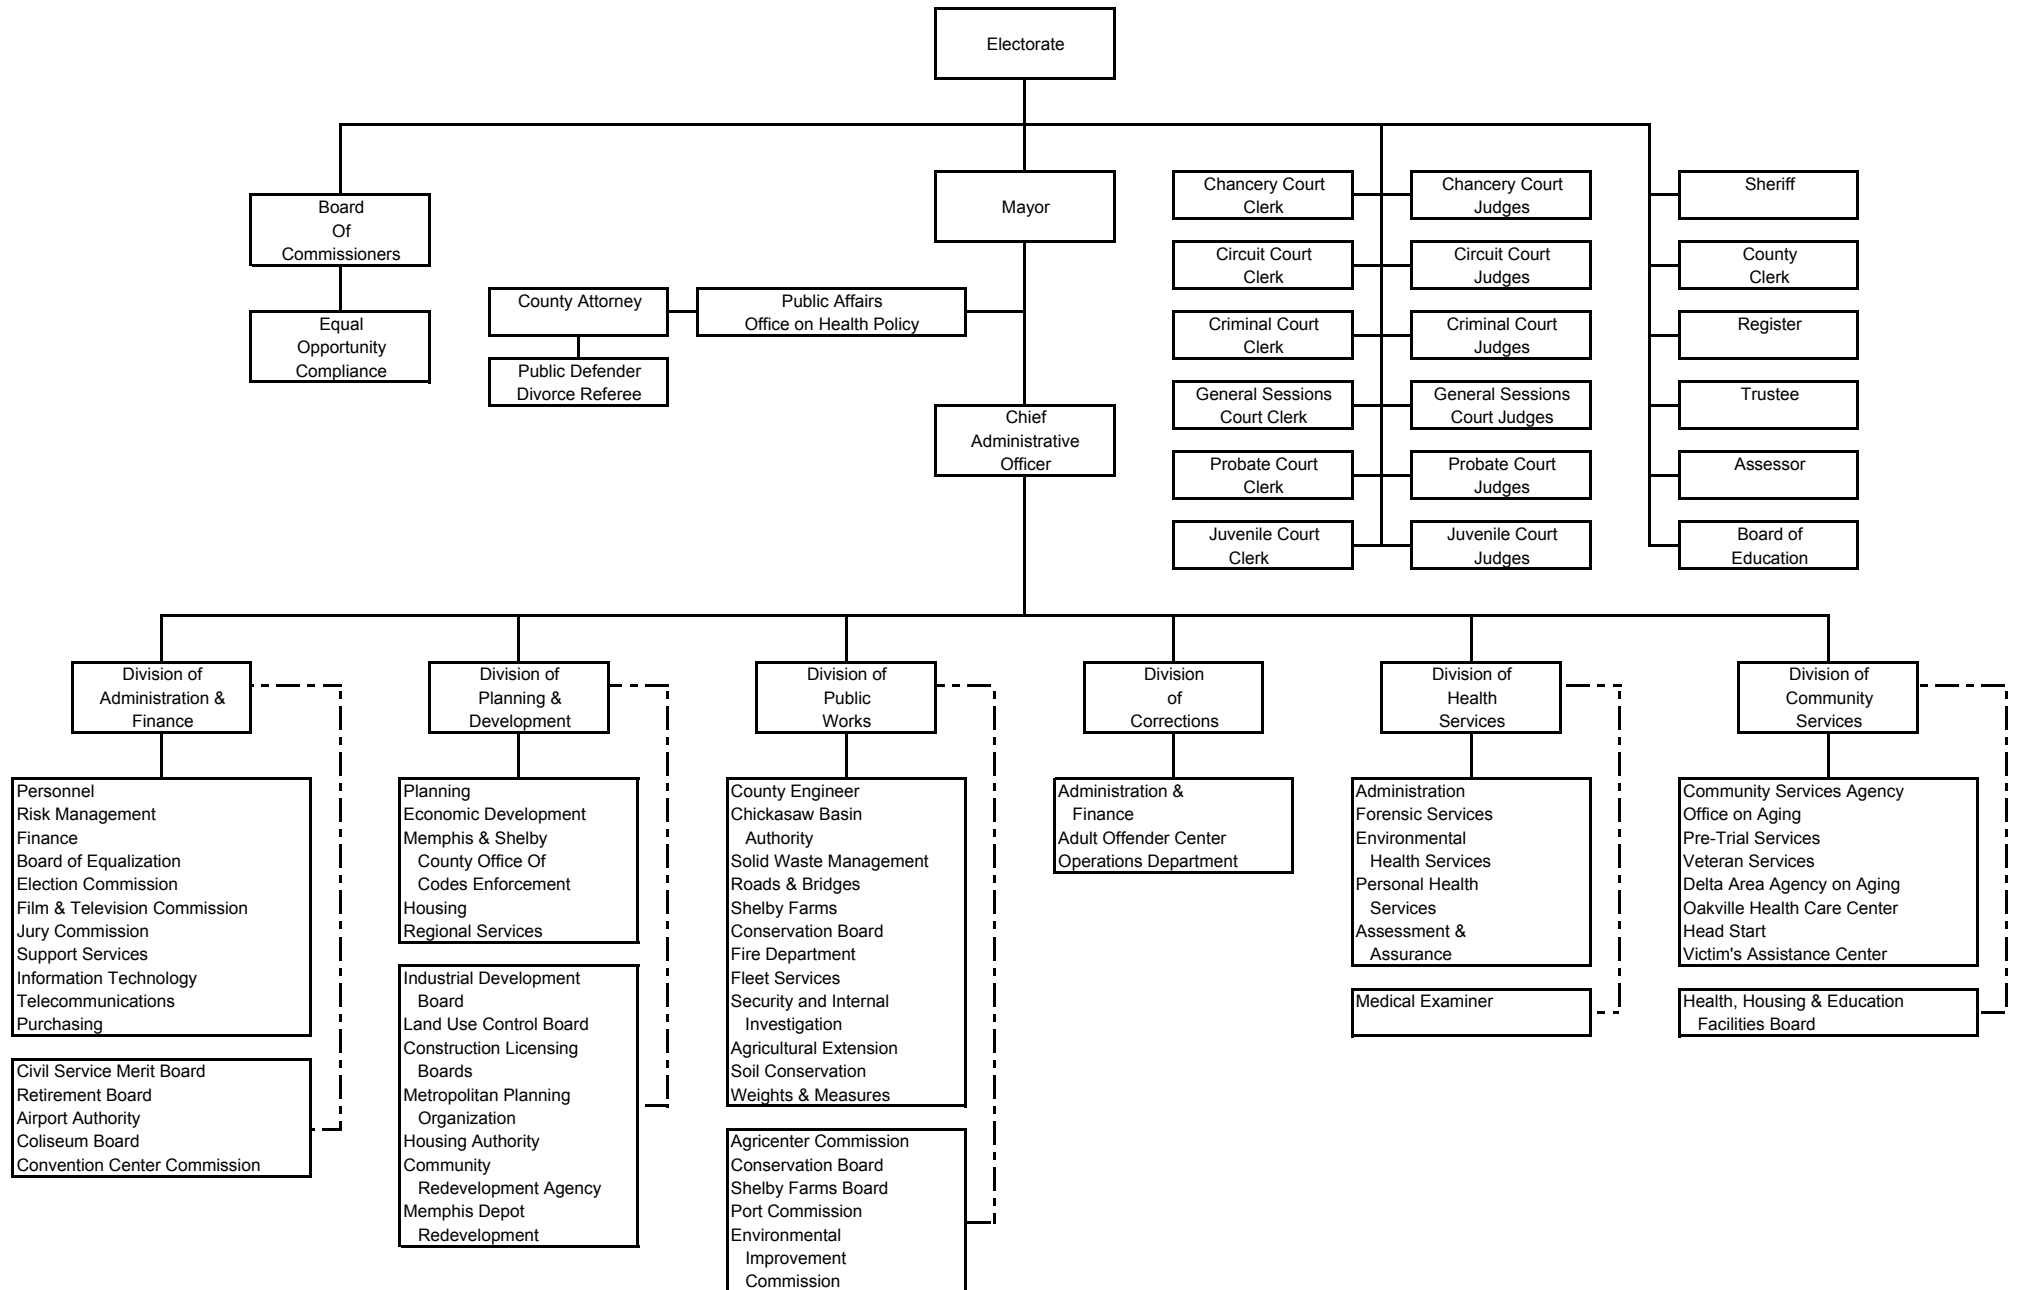 Electorate
Board
Of
Commissioners
Equal
Opportunity
Compliance
Mayor
County Attorney
Public Affairs
Office on Health Policy
Public Defender
Divorce Referee
Chief
Administrative
Officer
Chancery Court
Clerk
Chancery Court
Judges
Circuit Court
Clerk
Circuit Court
Judges
Criminal Court
Clerk
Criminal Court
Judges
General Sessions
Court Clerk
General Sessions
Court Judges
Probate Court
Clerk
Probate Court
Judges
Juvenile Court
Clerk
Juvenile Court
Judges
Sheriff
County
Clerk
Register
Trustee
Assessor
Board of
Education
Division of
Administration &
Finance
Personnel
Risk Management
Finance
Board of Equalization
Election Commission
Film & Television Commission
Jury Commission
Support Services
Information Technology
Telecommunications
Purchasing
Civil Service Merit Board
Retirement Board
Airport Authority
Coliseum Board
Convention Center Commission
Division of
Planning &
Development
Planning
Economic Development
Memphis & Shelby
County Office Of
Codes Enforcement
Housing
Regional Services
Industrial Development
Board
Land Use Control Board
Construction Licensing
Boards
Metropolitan Planning
Organization
Housing Authority
Community
Redevelopment Agency
Memphis Depot
Redevelopment
Division of
Public
Works
County Engineer
Chickasaw Basin
Authority
Solid Waste Management
Roads & Bridges
Shelby Farms
Conservation Board
Fire Department
Fleet Services
Security and Internal
Investigation
Agricultural Extension
Soil Conservation
Weights & Measures
Agricenter Commission
Conservation Board
Shelby Farms Board
Port Commission
Environmental
Improvement
Commission
Division
of
Corrections
Administration &
Finance
Adult Offender Center
Operations Department
Division of
Health
Services
Administration
Forensic Services
Environmental
Health Services
Personal Health
Services
Assessment &
Assurance
Medical Examiner
Division of
Community
Services
Community Services Agency
Office on Aging
Pre-Trial Services
Veteran Services
Delta Area Agency on Aging
Oakville Health Care Center
Head Start
Victim's Assistance Center
Health, Housing & Education
Facilities Board